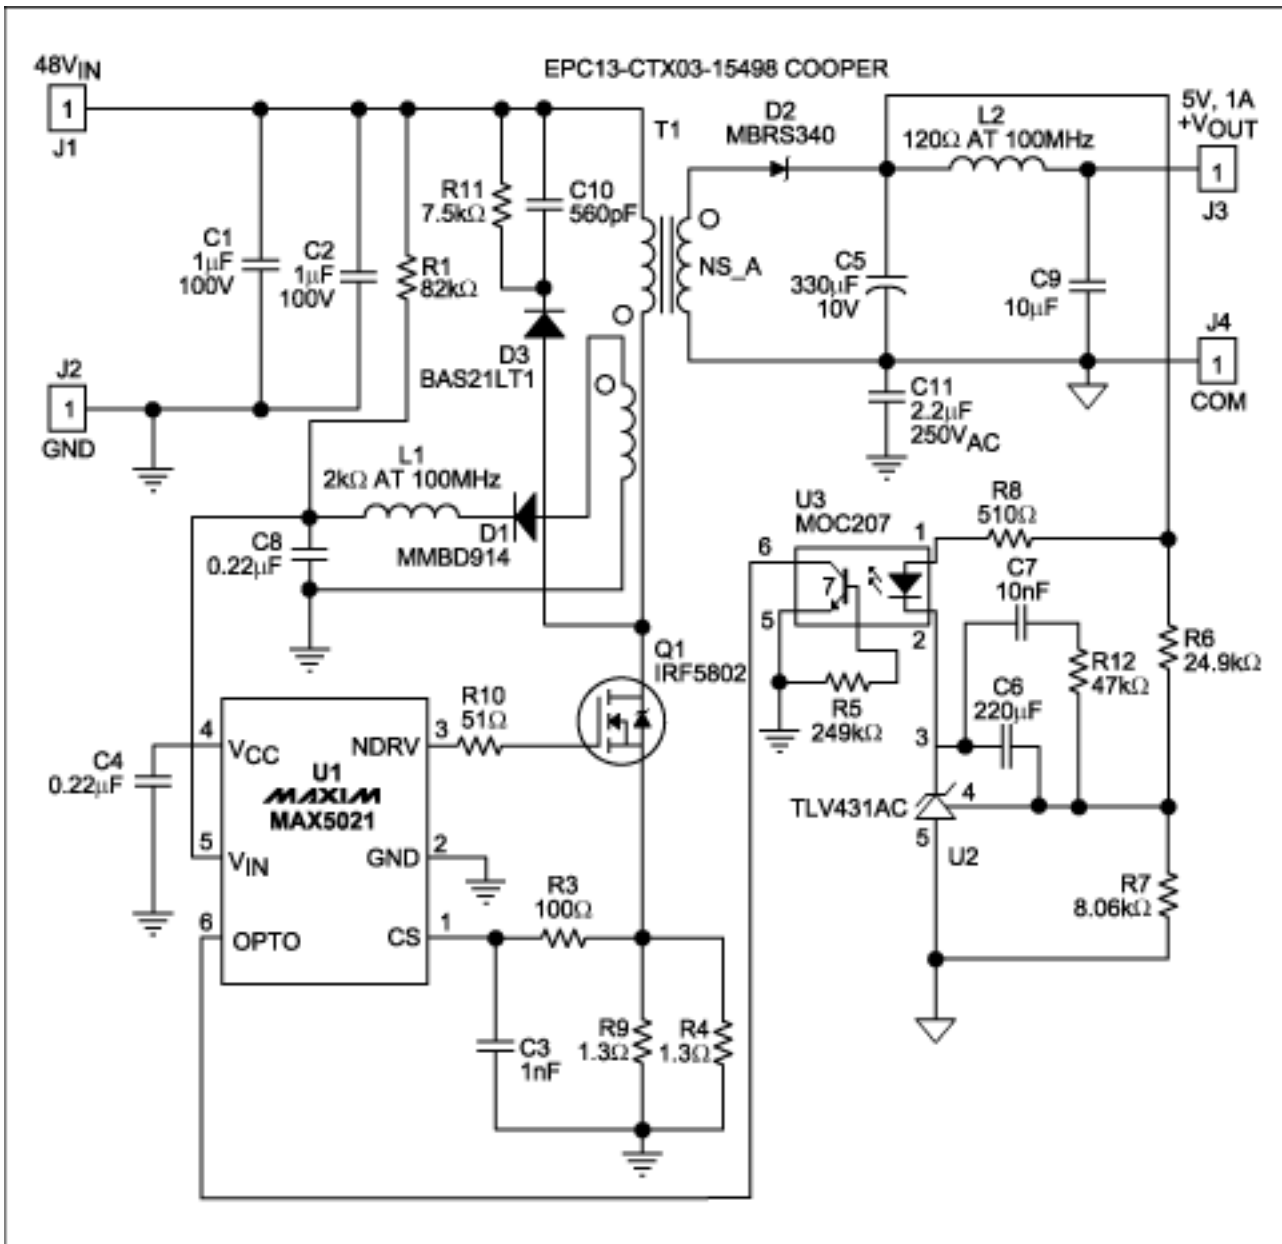 EPC13-CTX03-15498 COOPER
48VIN
1
J1
T1
D2
MBRS340
L2
120Ω AT 100MHz
5V, 1A
+VOUT
1
J3
R11
7.5kΩ
C10
560pF
C1
1µF
100V
C2
1µF
100V
R1
82kΩ
NS_A
C5
330µF
10V
C9
10µF
J2
1
GND
D3
BAS21LT1
J4
1
COM
C11
2.2µF
250VAC
L1
2kΩ AT 100MHz
D1
MMBD914
C8
0.22µF
U3
MOC207
6
7
5
1
2
R8
510Ω
C7
10nF
R12
47kΩ
R6
24.9kΩ
C6
220µF
R5
249kΩ
Q1
IRF5802
R10
51Ω
3
4
VCC
NDRV
C4
0.22µF
U1
MAXIM
MAX5021
5
VIN
GND
2
6
OPTO
CS
1
3
TLV431AC
4
5
U2
R7
8.06kΩ
R3
100Ω
C3
1nF
R9
1.3Ω
R4
1.3Ω